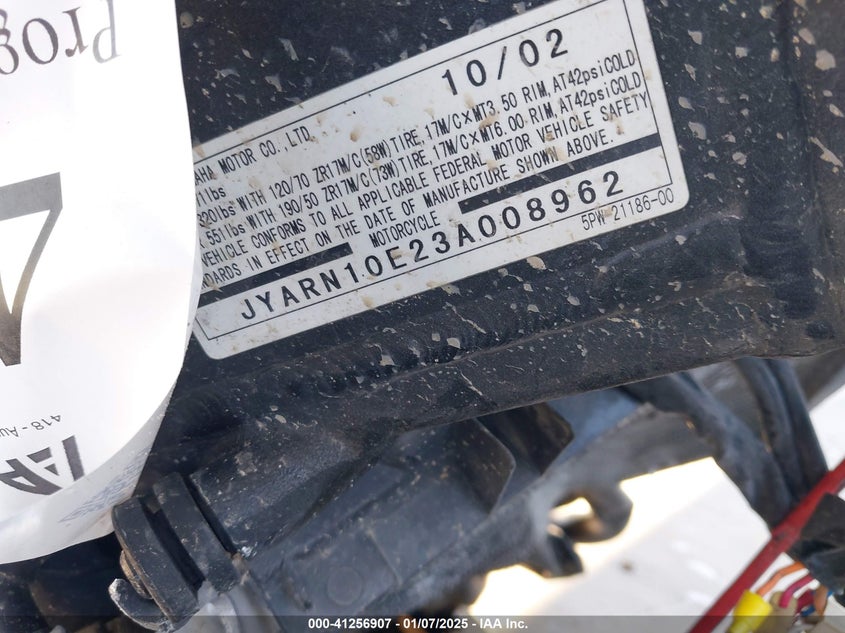 10/02
AHA MOTOR CO., LTD.
lbs
320lbs WITH 120/70 ZR17M/C(58W)TIRE, 17M/C×MT3.50 RIM, AT42psiCOLD
551lbs WITH 190/50 ZR17M/C(73W)TIRE, 17M/C×MT6.00 RIM, AT42psiCOLD
VEHICLE CONFORMS TO ALL APPLICABLE FEDERAL MOTOR VEHICLE SAFETY
NDARDS IN EFFECT ON THE DATE OF MANUFACTURE SHOWN ABOVE.
MOTORCYCLE
JYARN10E23A008962
5PW-21186-00
Prog
418 - Au
000-41256907 - 01/07/2025 - © IAA Inc.